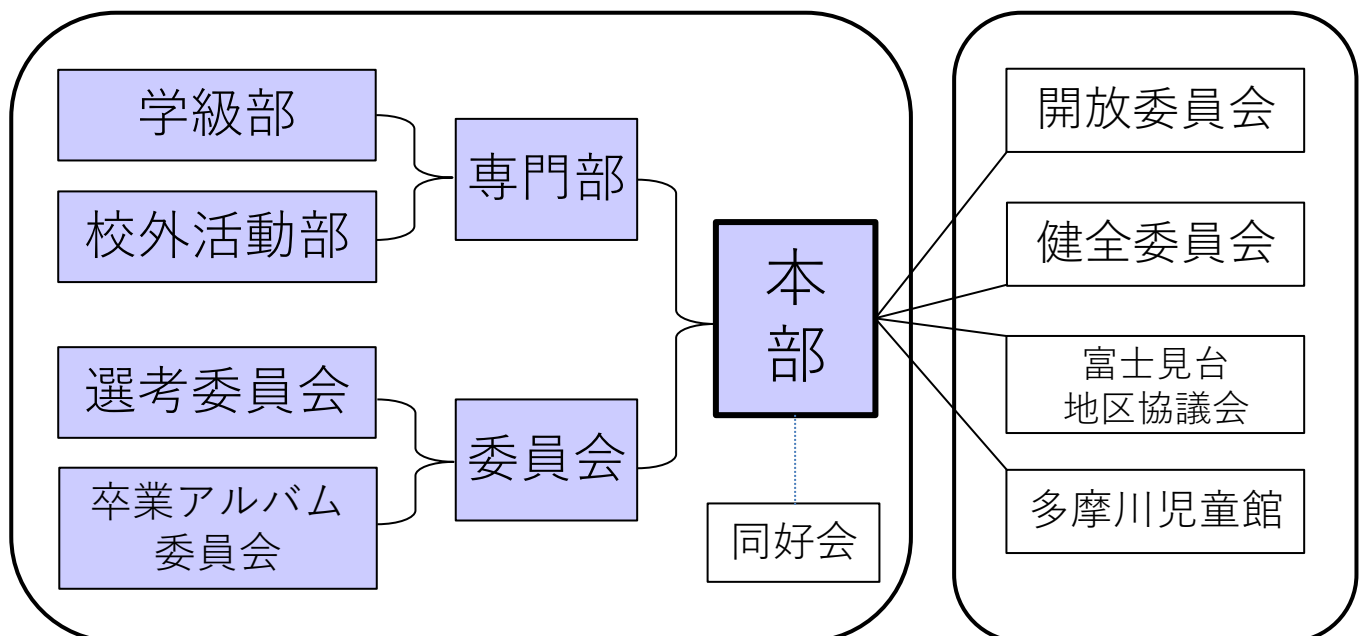 学級部
校外活動部
専門部
選考委員会
卒業アルバム
委員会
委員会
本
部
同好会
開放委員会
健全委員会
富士見台
地区協議会
多摩川児童館